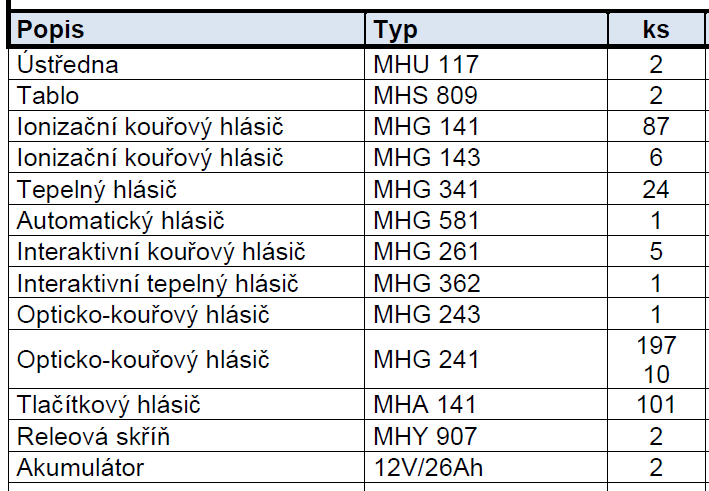 Popis Typ ks
Ústředna MHU 117 2
Tablo MHS 809 2
Ionizační kouřový hlásič MHG 141 87
Ionizační kouřový hlásič MHG 143 6
Tepelný hlásič MHG 341 24
Automatický hlásič MHG 581 1
Interaktivní kouřový hlásič MHG 261 5
Interaktivní tepelný hlásič MHG 362 1
Opticko-kouřový hlásič MHG 243 1
Opticko-kouřový hlásič MHG 241 197
10
Tlačítkový hlásič MHA 141 101
Releová skříň MHY 907 2
Akumulátor 12V/26Ah 2